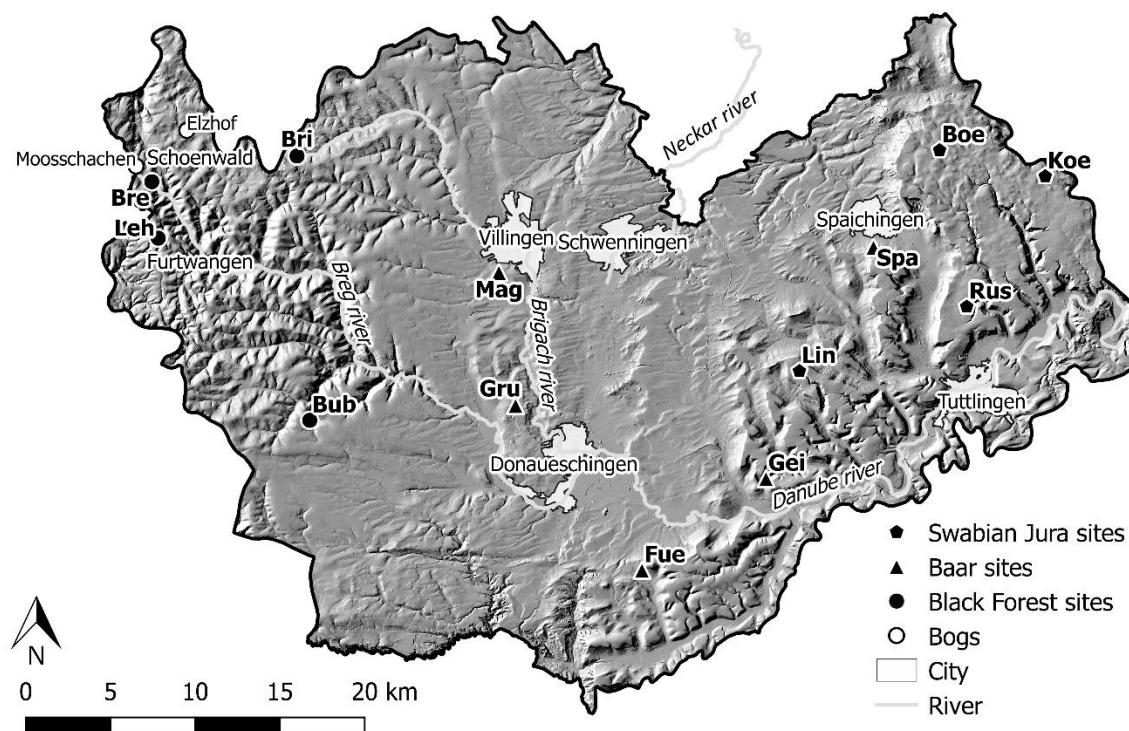 Neckar river
Elzhof
Bri
Boe
Moosschachen
Schoenwald
Koe
Bre
Leh
Spaichingen
Villingen
Schwenningen
Furtwangen
Spa
Mag
Breg river
Brigach river
Rus
Lin
Gru
Bub
Tuttlingen
Donaueschingen
Gei
Danube river
Fue
Swabian Jura sites
Baar sites
Black Forest sites
Bogs
City
River
N
0 5 10 15 20 km